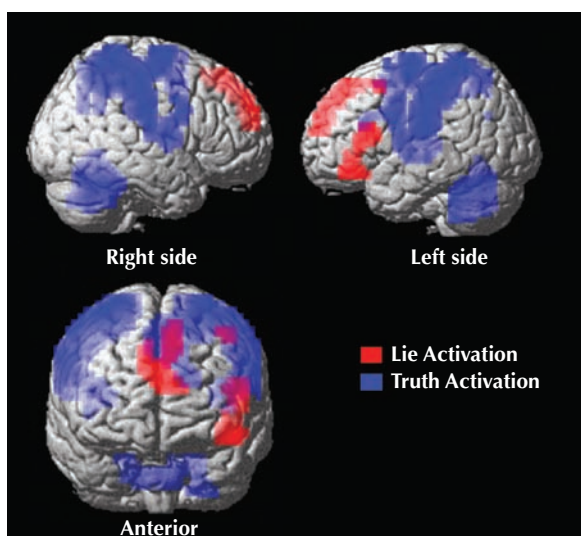 Right side
Left side
Lie Activation
Truth Activation
Anterior